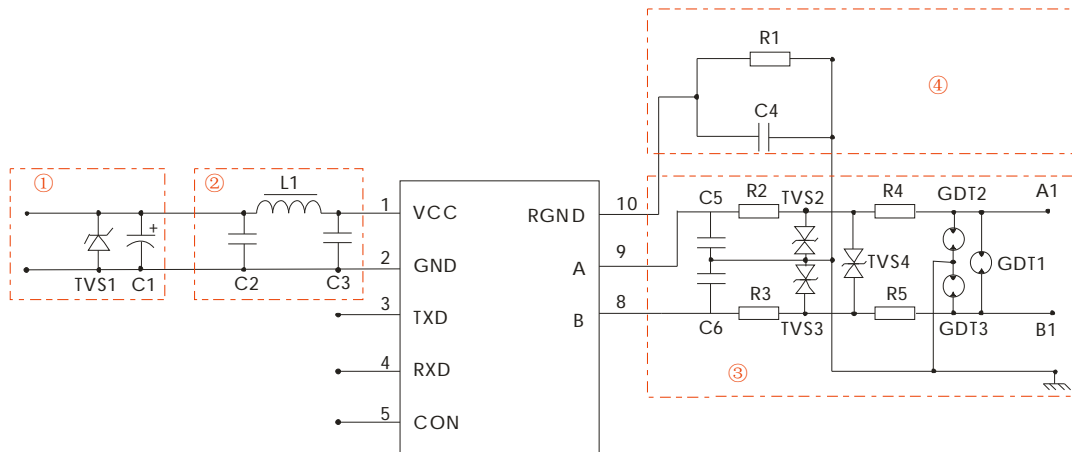 R1
④
C4
①
②
L1
1
VCC
RGND
10
C5
R2
TVS2
R4
GDT2
A1
2
GND
A
9
TVS4
GDT1
TVS1
C1
+
C2
C3
3
TXD
B
8
C6
R3
TVS3
R5
GDT3
B1
4
RXD
③
5
CON